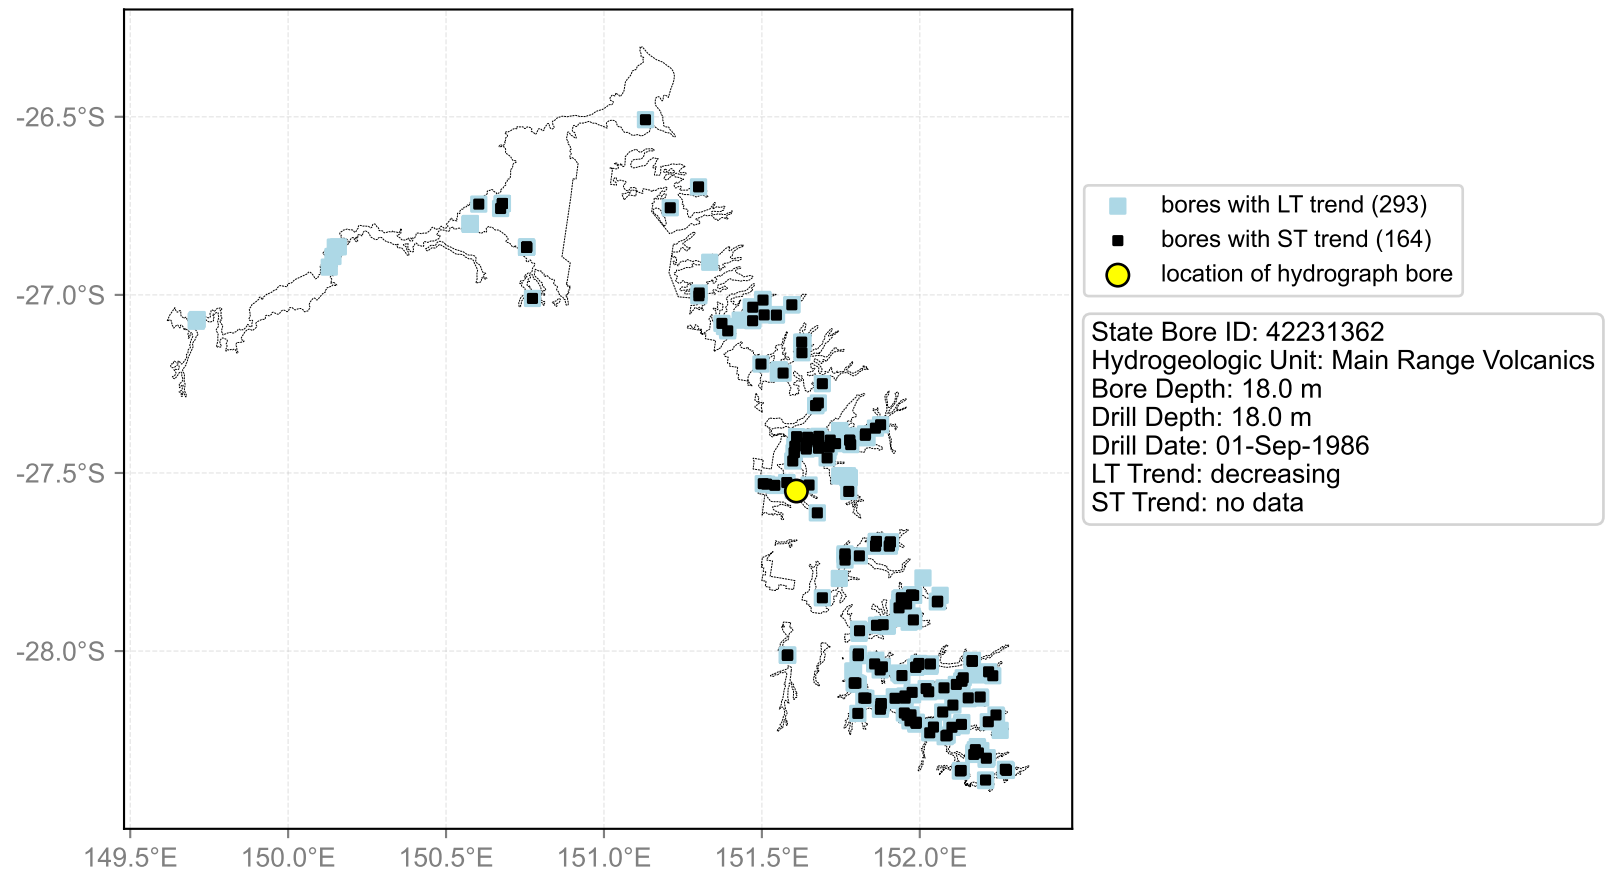 -26.5°S
-27.0°S
-27.5°S
-28.0°S
149.5°E
150.0°E
150.5°E
151.0°E
151.5°E
152.0°E
bores with LT trend (293)
bores with ST trend (164)
location of hydrograph bore
State Bore ID: 42231362
Hydrogeologic Unit: Main Range Volcanics
Bore Depth: 18.0 m
Drill Depth: 18.0 m
Drill Date: 01-Sep-1986
LT Trend: decreasing
ST Trend: no data